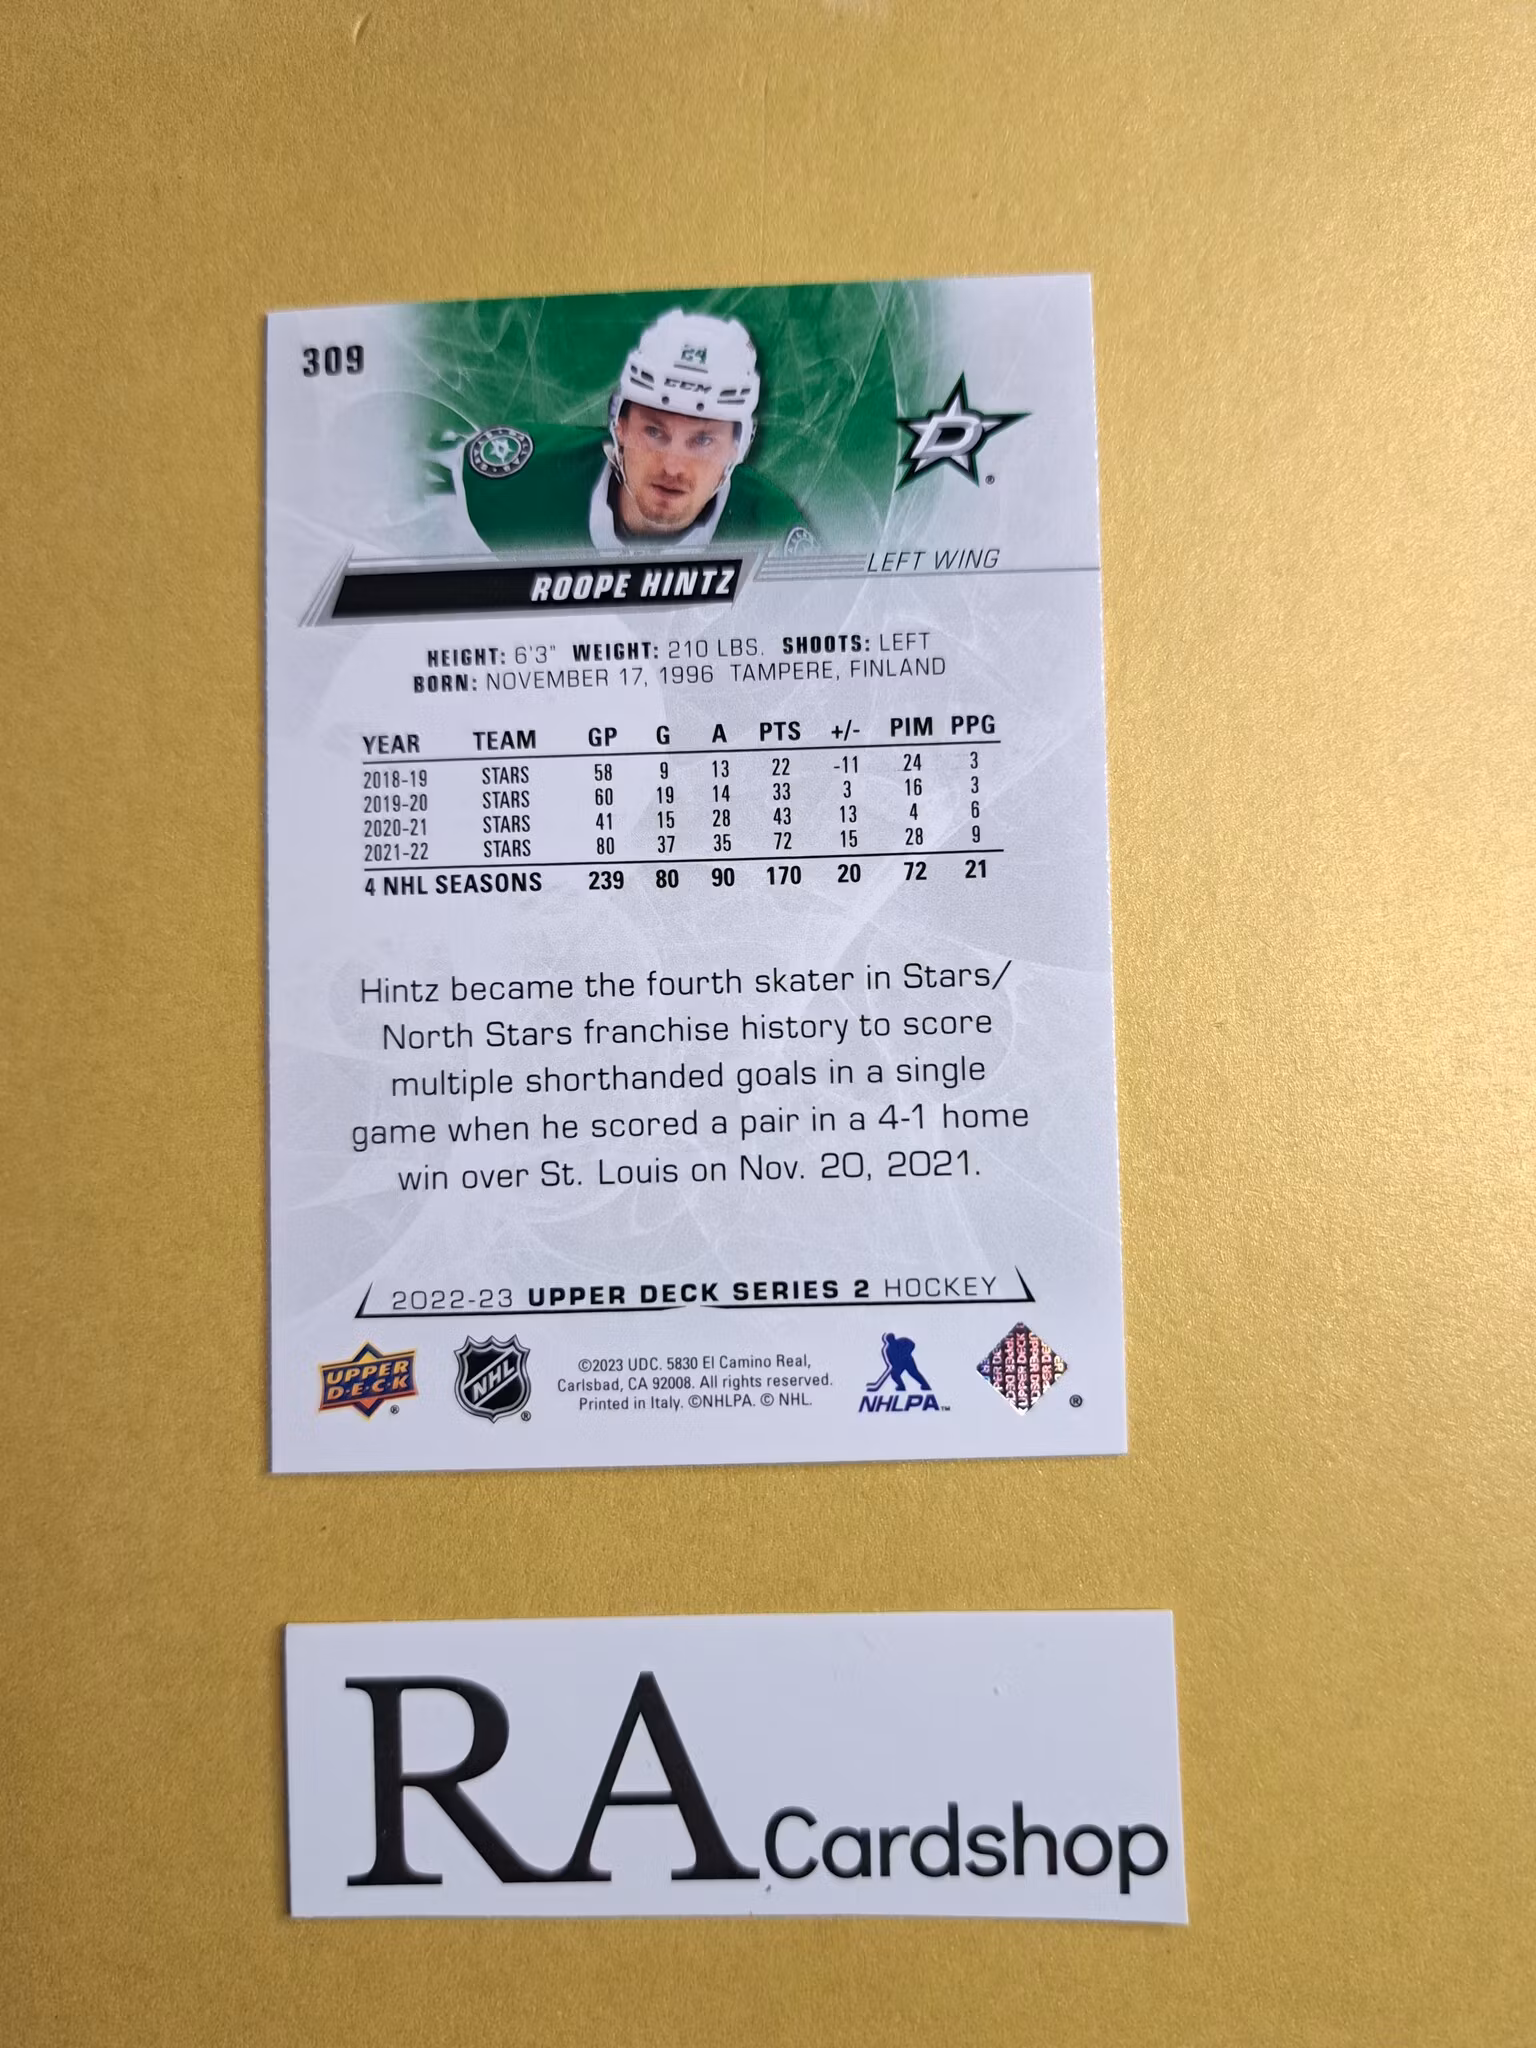 309
24
CCM
D
®
LEFT WING
ROOPE HINTZ
HEIGHT: 6'3" WEIGHT: 210 LBS. SHOOTS: LEFT
BORN: NOVEMBER 17, 1996 TAMPERE, FINLAND
YEAR TEAM GP G A PTS +/- PIM PPG
2018-19 STARS 58 9 13 22 -11 24 3
2019-20 STARS 60 19 14 33 3 16 3
2020-21 STARS 41 15 28 43 13 4 6
2021-22 STARS 80 37 35 72 15 28 9
4 NHL SEASONS 239 80 90 170 20 72 21
Hintz became the fourth skater in Stars/
North Stars franchise history to score
multiple shorthanded goals in a single
game when he scored a pair in a 4-1 home
win over St. Louis on Nov. 20, 2021.
2022-23 UPPER DECK SERIES 2 HOCKEY
UPPER
D·E·C·K
®
NHL
®
©2023 UDC. 5830 El Camino Real,
Carlsbad, CA 92008. All rights reserved.
Printed in Italy. ©NHLPA. © NHL.
NHLPA™
UPPER DECK
®
RA Cardshop